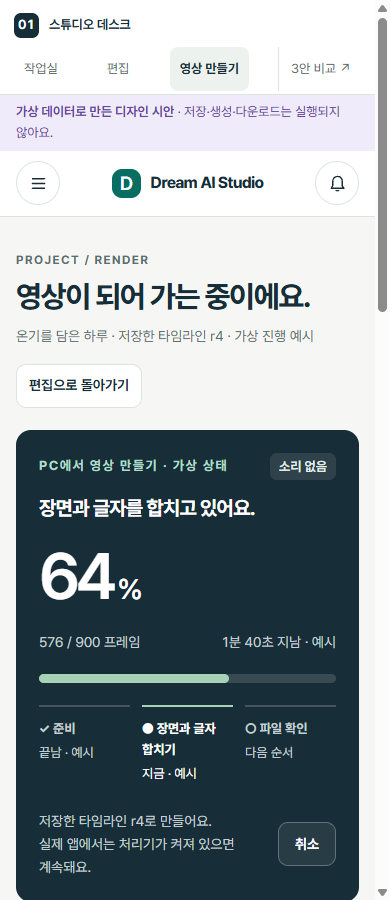 01 스튜디오 데스크
작업실 편집 영상 만들기 3안 비교 ↗
가상 데이터로 만든 디자인 시안 · 저장·생성·다운로드는 실행되지
않아요.
D Dream AI Studio
PROJECT / RENDER
영상이 되어 가는 중이에요.
온기를 담은 하루 · 저장한 타임라인 r4 · 가상 진행 예시
편집으로 돌아가기
PC에서 영상 만들기 · 가상 상태 소리 없음
장면과 글자를 합치고 있어요.
64%
576 / 900 프레임 1분 40초 지남 · 예시
✓ 준비
끝남 · 예시
● 장면과 글자
합치기
지금 · 예시
○ 파일 확인
다음 순서
저장한 타임라인 r4로 만들어요.
실제 앱에서는 처리기가 켜져 있으면
계속돼요.
취소